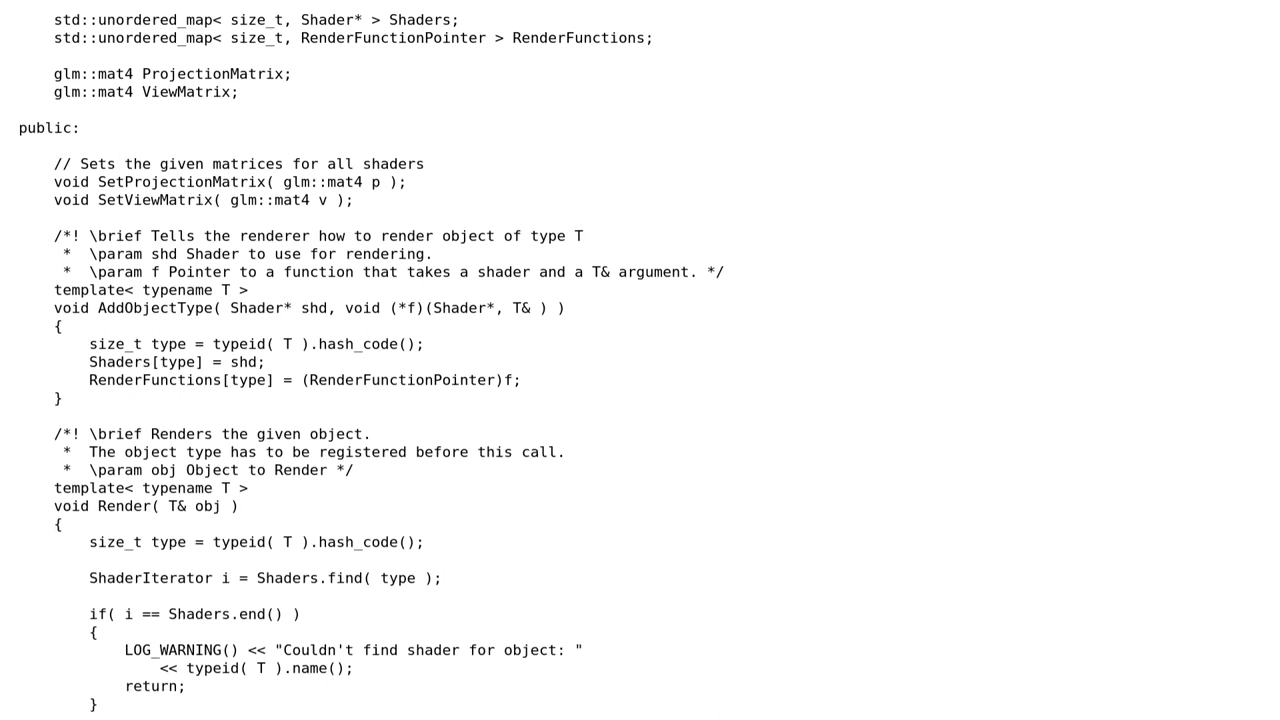 std::unordered_map< size_t, Shader* > Shaders;
std::unordered_map< size_t, RenderFunctionPointer > RenderFunctions;
glm::mat4 ProjectionMatrix;
glm::mat4 ViewMatrix;
public:
// Sets the given matrices for all shaders
void SetProjectionMatrix( glm::mat4 p );
void SetViewMatrix( glm::mat4 v );
/*! \brief Tells the renderer how to render object of type T
*  \param shd Shader to use for rendering.
*  \param f Pointer to a function that takes a shader and a T& argument. */
template< typename T >
void AddObjectType( Shader* shd, void (*f)(Shader*, T& ) )
{
size_t type = typeid( T ).hash_code();
Shaders[type] = shd;
RenderFunctions[type] = (RenderFunctionPointer)f;
}
/*! \brief Renders the given object.
*  The object type has to be registered before this call.
*  \param obj Object to Render */
template< typename T >
void Render( T& obj )
{
size_t type = typeid( T ).hash_code();
ShaderIterator i = Shaders.find( type );
if( i == Shaders.end() )
{
LOG_WARNING() << "Couldn't find shader for object: "
<< typeid( T ).name();
return;
}